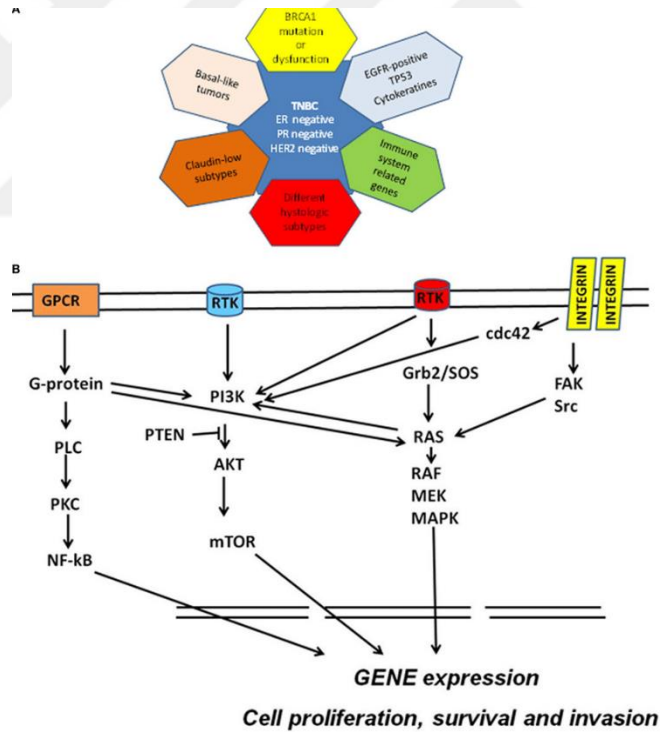 A
BRCA1
mutation
or
dysfunction
Basal-like
tumors
EGFR-positive
TP53
Cytokeratines
TNBC
ER negative
PR negative
HER2 negative
Claudin-low
subtypes
Immune
system
related
genes
Different
hystologic
subtypes
B
GPCR
RTK
RTK
INTEGRIN
INTEGRIN
cdc42
G-protein
PI3K
Grb2/SOS
FAK
Src
PTEN
RAS
PLC
AKT
RAF
MEK
MAPK
PKC
mTOR
NF-kB
GENE expression
Cell proliferation, survival and invasion